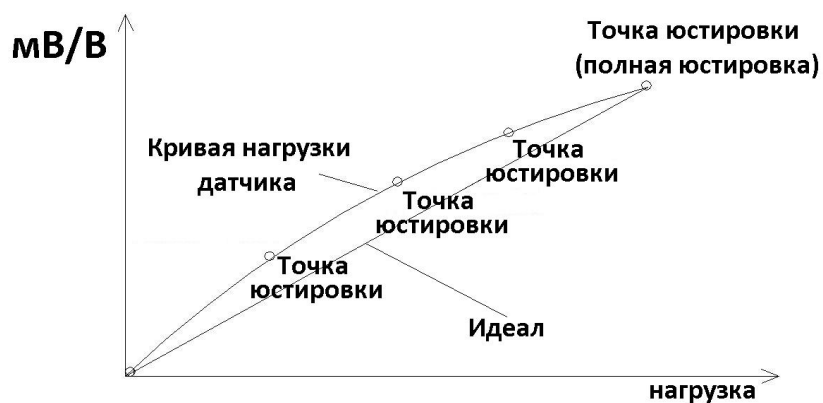 мВ/В
Точка юстировки
(полная юстировка)
Кривая нагрузки
датчика
Точка
юстировки
Точка
юстировки
Точка
юстировки
Идеал
нагрузка